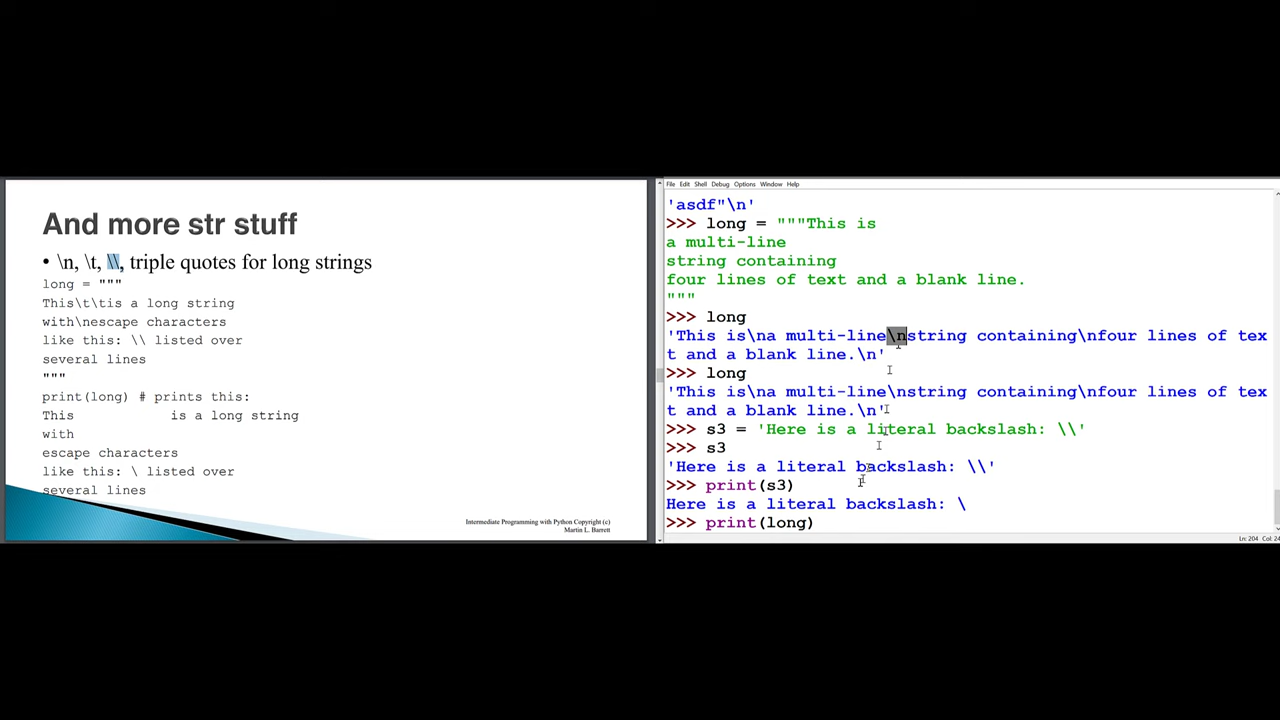 And more str stuff
• \n, \t, \\, triple quotes for long strings
long = """
This\t\tis a long string
with\nescape characters
like this: \\ listed over
several lines
"""
print(long) # prints this:
This is a long string
with
escape characters
like this: \ listed over
several lines
Intermediate Programming with Python Copyright (c)
Martin L. Barrett
File Edit Shell Debug Options Window Help
'asdf"\n'
>>> long = """This is
a multi-line
string containing
four lines of text and a blank line.
"""
>>> long
'This is\na multi-line\nstring containing\nfour lines of tex
t and a blank line.\n'
>>> long
'This is\na multi-line\nstring containing\nfour lines of tex
t and a blank line.\n'
>>> s3 = 'Here is a literal backslash: \\'
>>> s3
'Here is a literal backslash: \\'
>>> print(s3)
Here is a literal backslash: \
>>> print(long)
Ln: 204 Col: 24